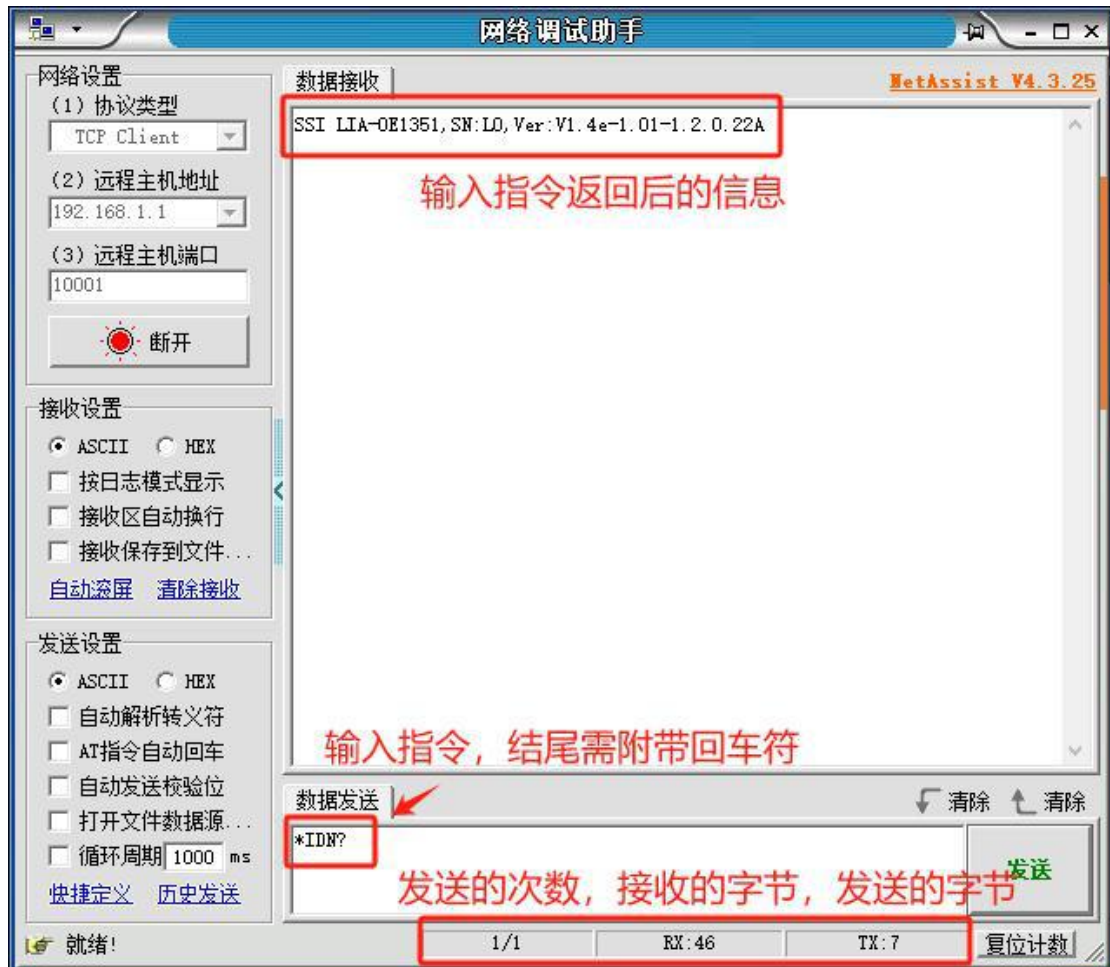 网络调试助手
网络设置
(1) 协议类型
TCP Client
(2) 远程主机地址
192.168.1.1
(3) 远程主机端口
10001
断开
接收设置
ASCII HEX
按日志模式显示
接收区自动换行
接收保存到文件...
自动滚屏 清除接收
发送设置
ASCII HEX
自动解析转义符
AT指令自动回车
自动发送校验位
打开文件数据源...
循环周期 1000 ms
快捷定义 历史发送
数据接收 NetAssist V4.3.25
SSI LIA-OE1351,SN:L0,Ver:V1.4e-1.01-1.2.0.22A
输入指令返回后的信息
输入指令，结尾需附带回车符
数据发送 清除 清除
*IDN?
发送
发送的次数，接收的字节，发送的字节
就绪! 1/1 RX:46 TX:7 复位计数